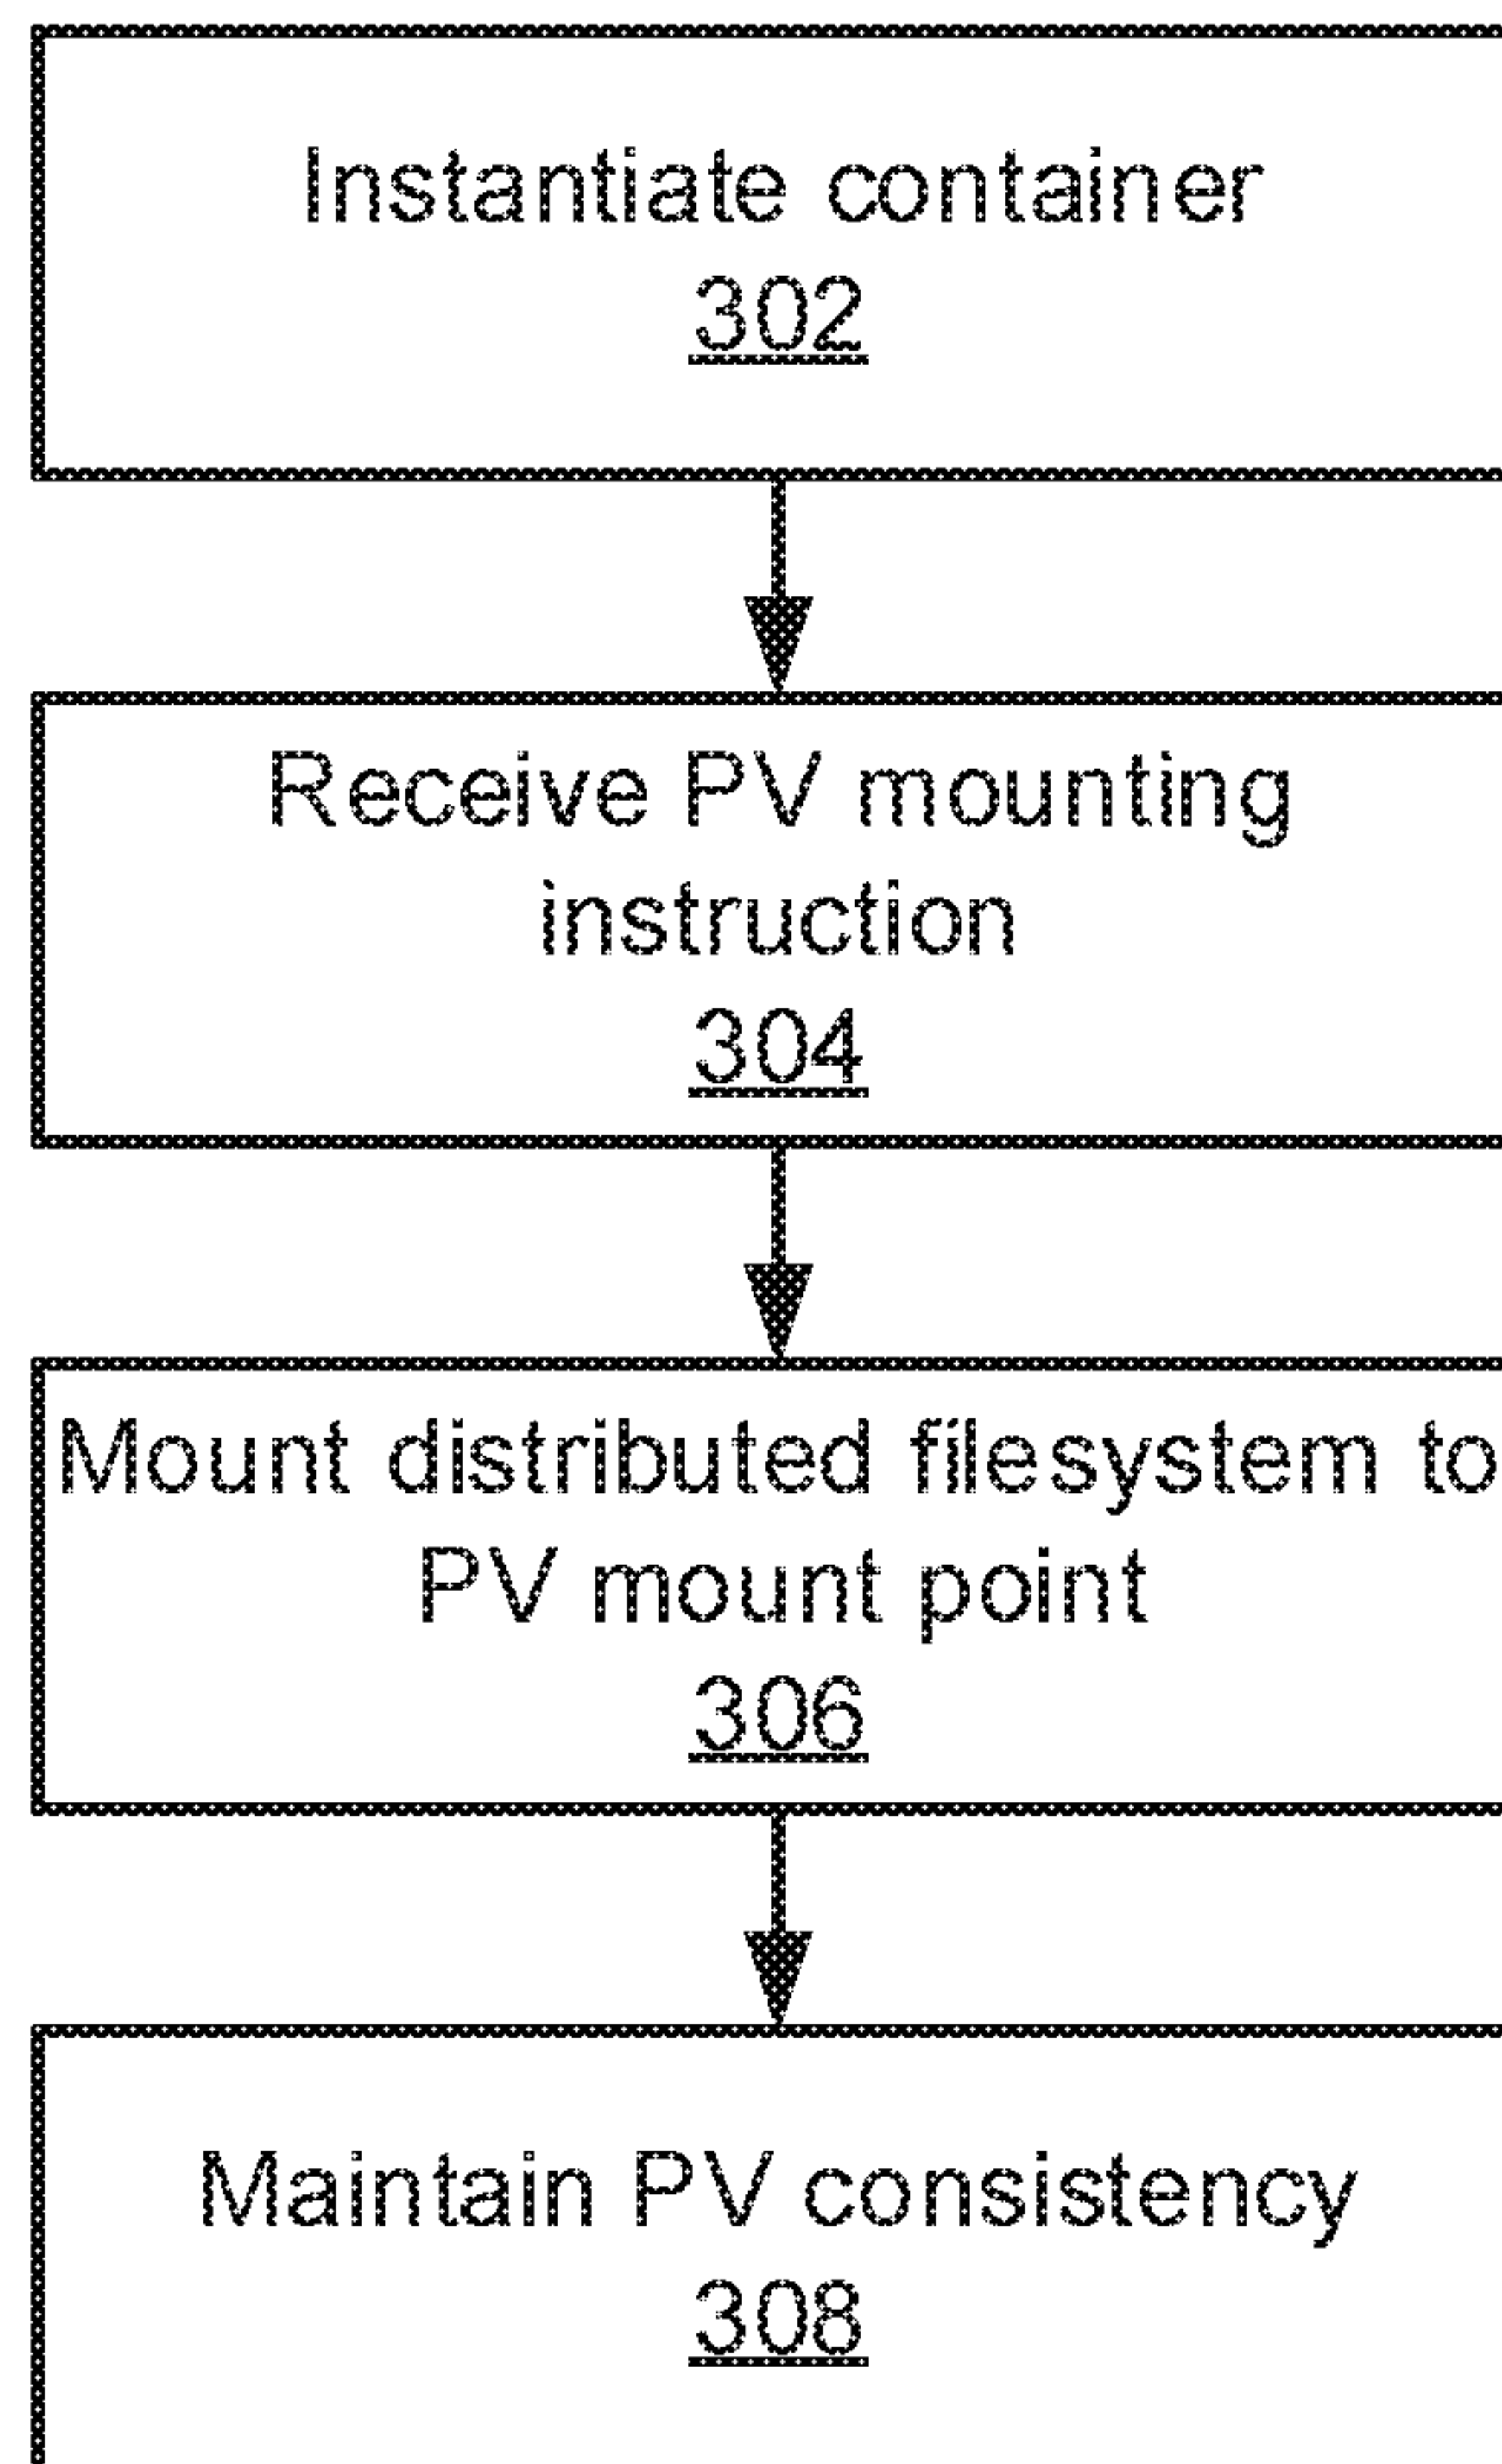 Instantiate container
302
Receive PV mounting
instruction
304
Mount distributed filesystem to
PV mount point
306
Maintain PV consistency
308